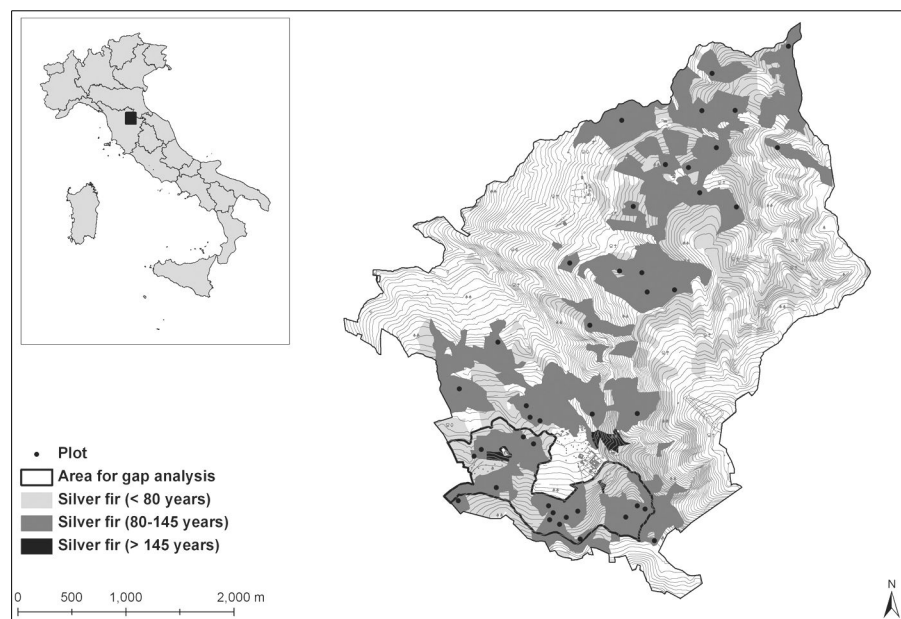 Plot
Area for gap analysis
Silver fir (< 80 years)
Silver fir (80-145 years)
Silver fir (> 145 years)
0 500 1,000 2,000 m
N